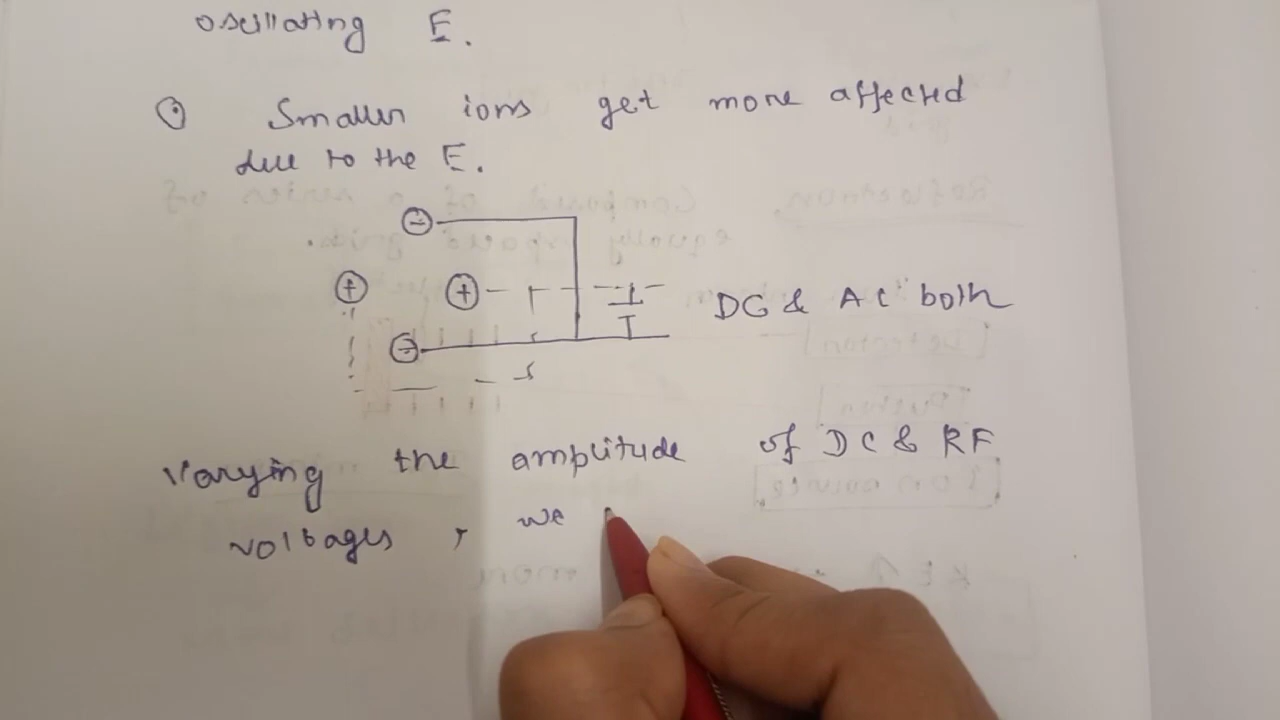 oscillating E.
Smaller ions get more affected
due to the E.
DC & AC both
Varying the amplitude of DC & RF
voltages, we